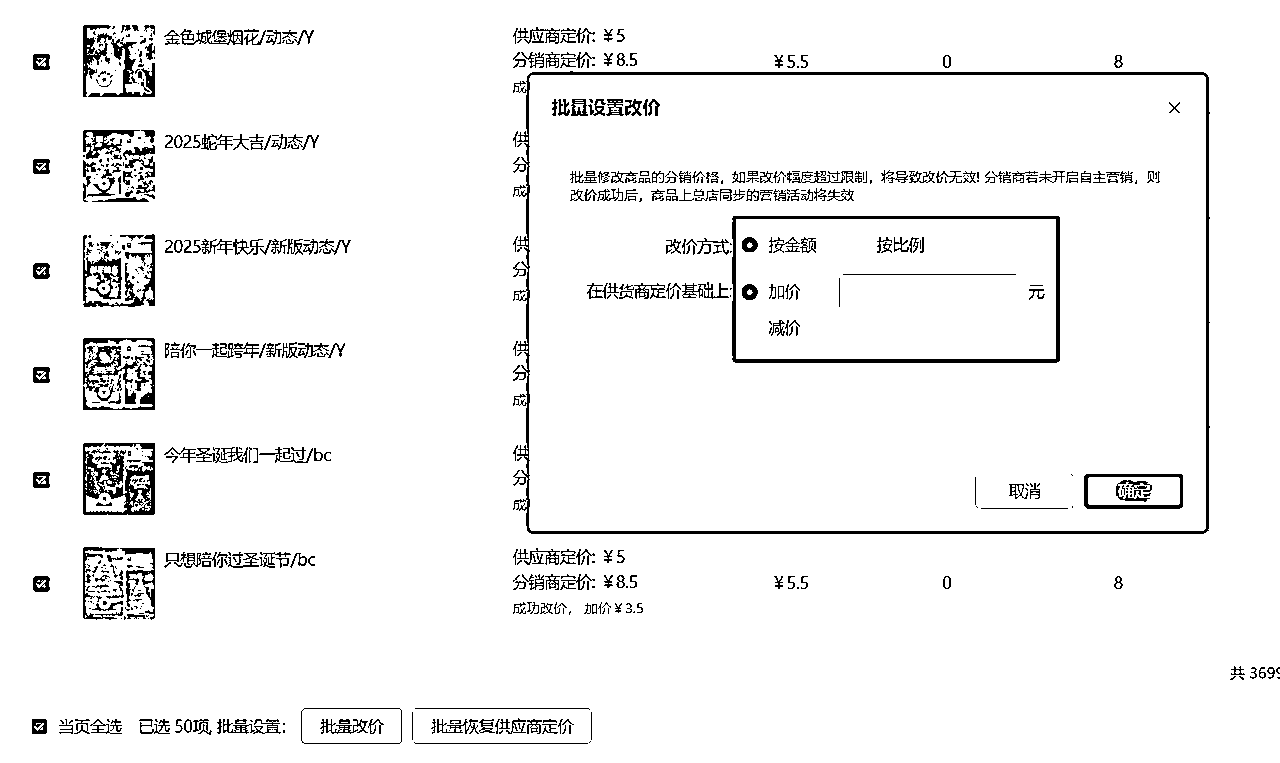 金色城堡烟花/动态/Y
供应商定价: ¥5
分销商定价: ¥8.5
¥5.5
0
8
成
批量设置改价
2025蛇年大吉/动态/Y
供
分
成
批量修改商品的分销价格，如果改价幅度超过限制，将导致改价无效! 分销商若未开启自主营销，则
改价成功后，商品上总店同步的营销活动将失效
2025新年快乐/新版动态/Y
供
分
成
改价方式:
按金额
按比例
在供货商定价基础上:
加价
元
减价
陪你一起跨年/新版动态/Y
供
分
成
今年圣诞我们一起过/bc
供
分
成
取消
确定
只想陪你过圣诞节/bc
供应商定价: ¥5
分销商定价: ¥8.5
¥5.5
0
8
成功改价， 加价¥3.5
共 3699
当页全选
已选 50项, 批量设置:
批量改价
批量恢复供应商定价